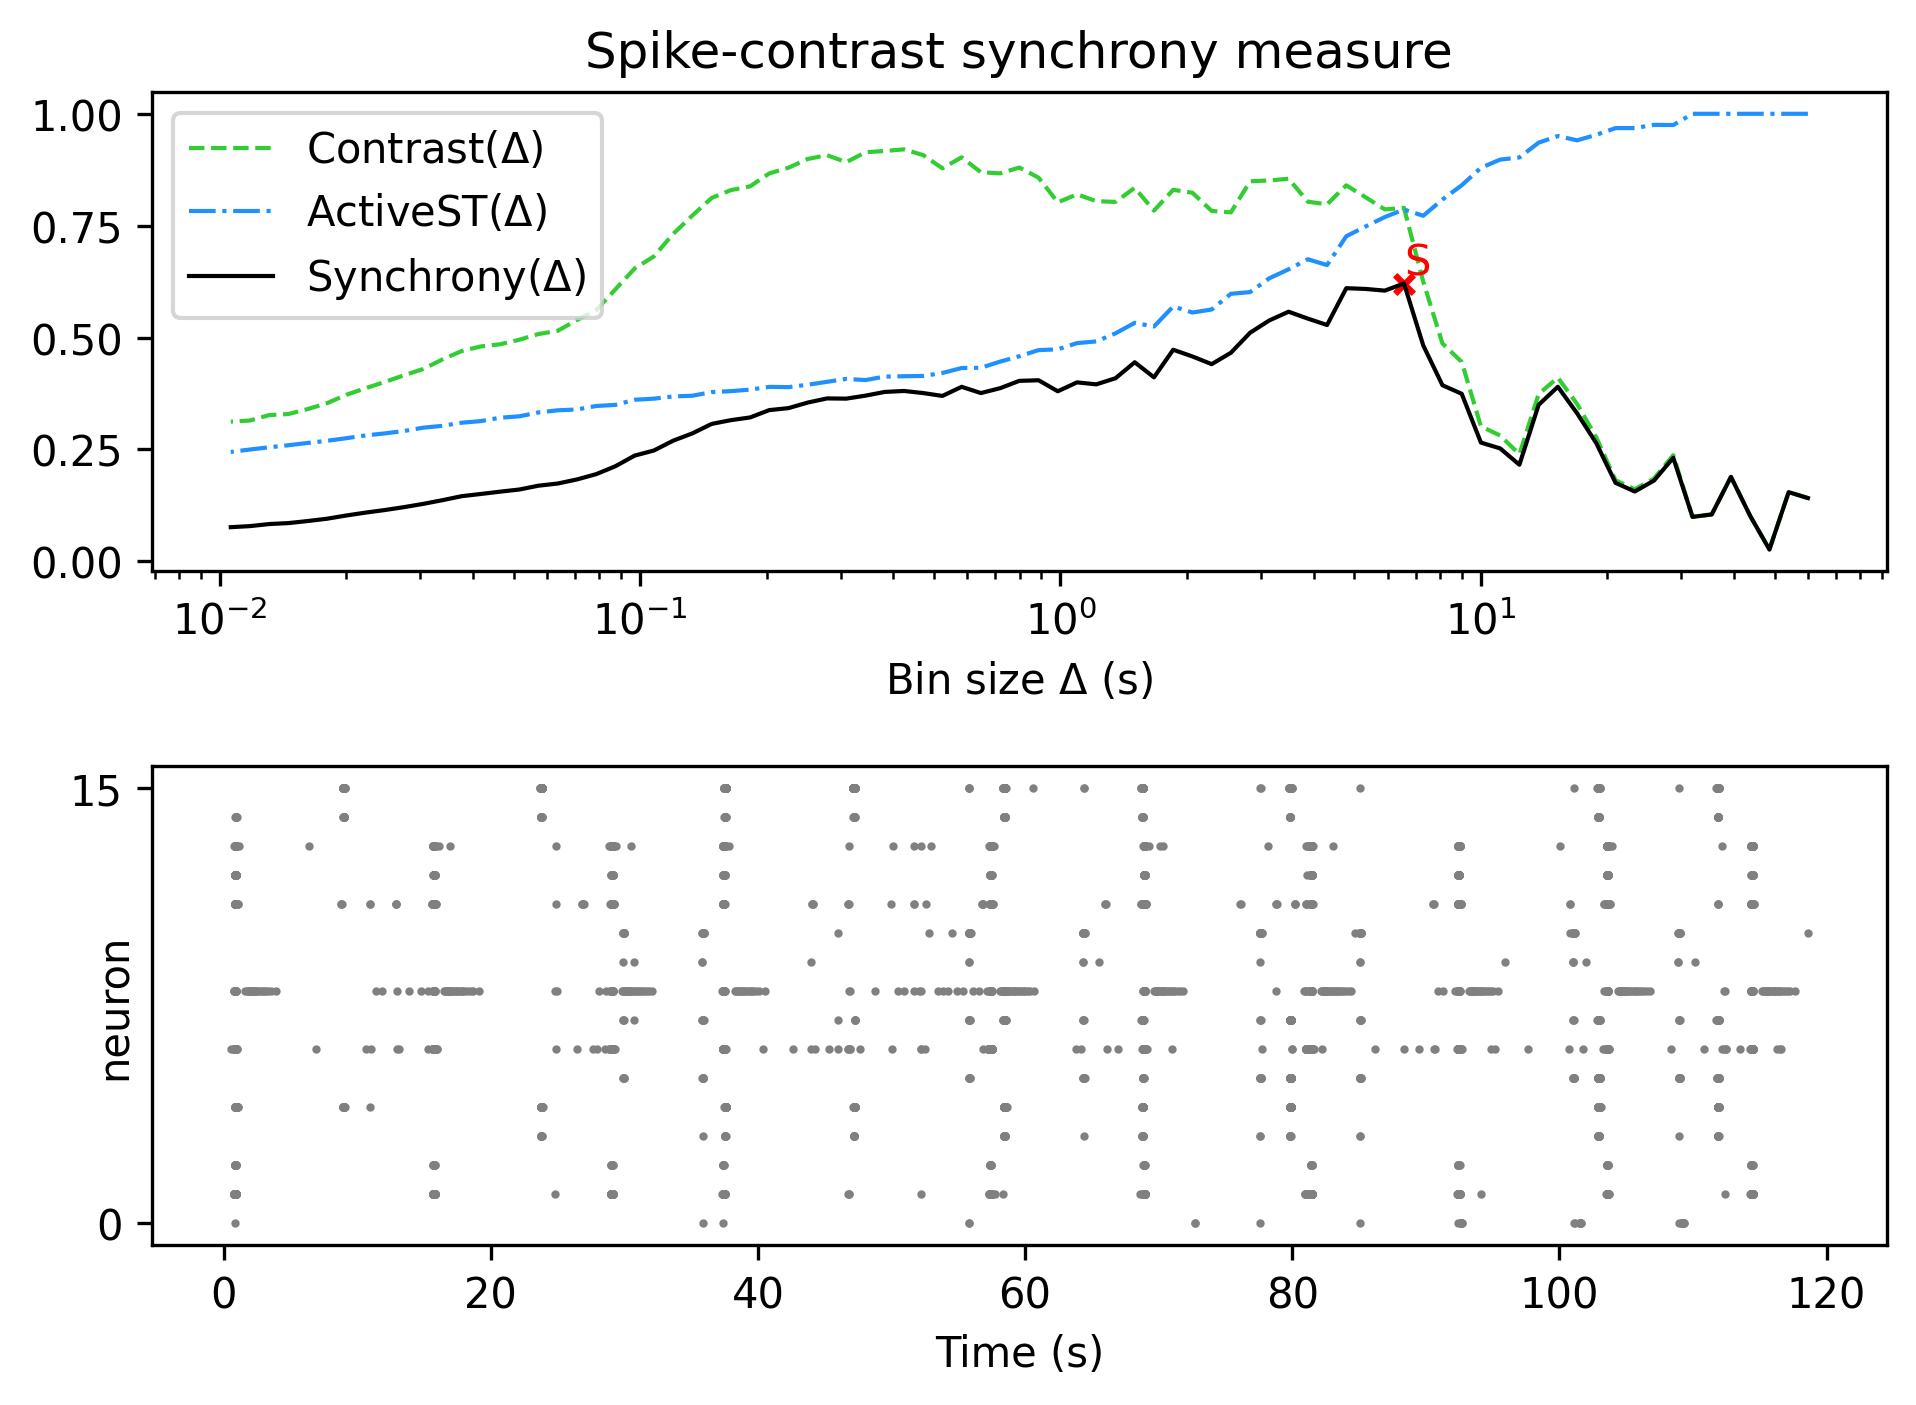 Spike-contrast synchrony measure
1.00
0.75
0.50
0.25
0.00
Contrast(Δ)
ActiveST(Δ)
Synchrony(Δ)
S
10⁻² 10⁻¹ 10⁰ 10¹
Bin size Δ (s)
neuron
15
0
0 20 40 60 80 100 120
Time (s)